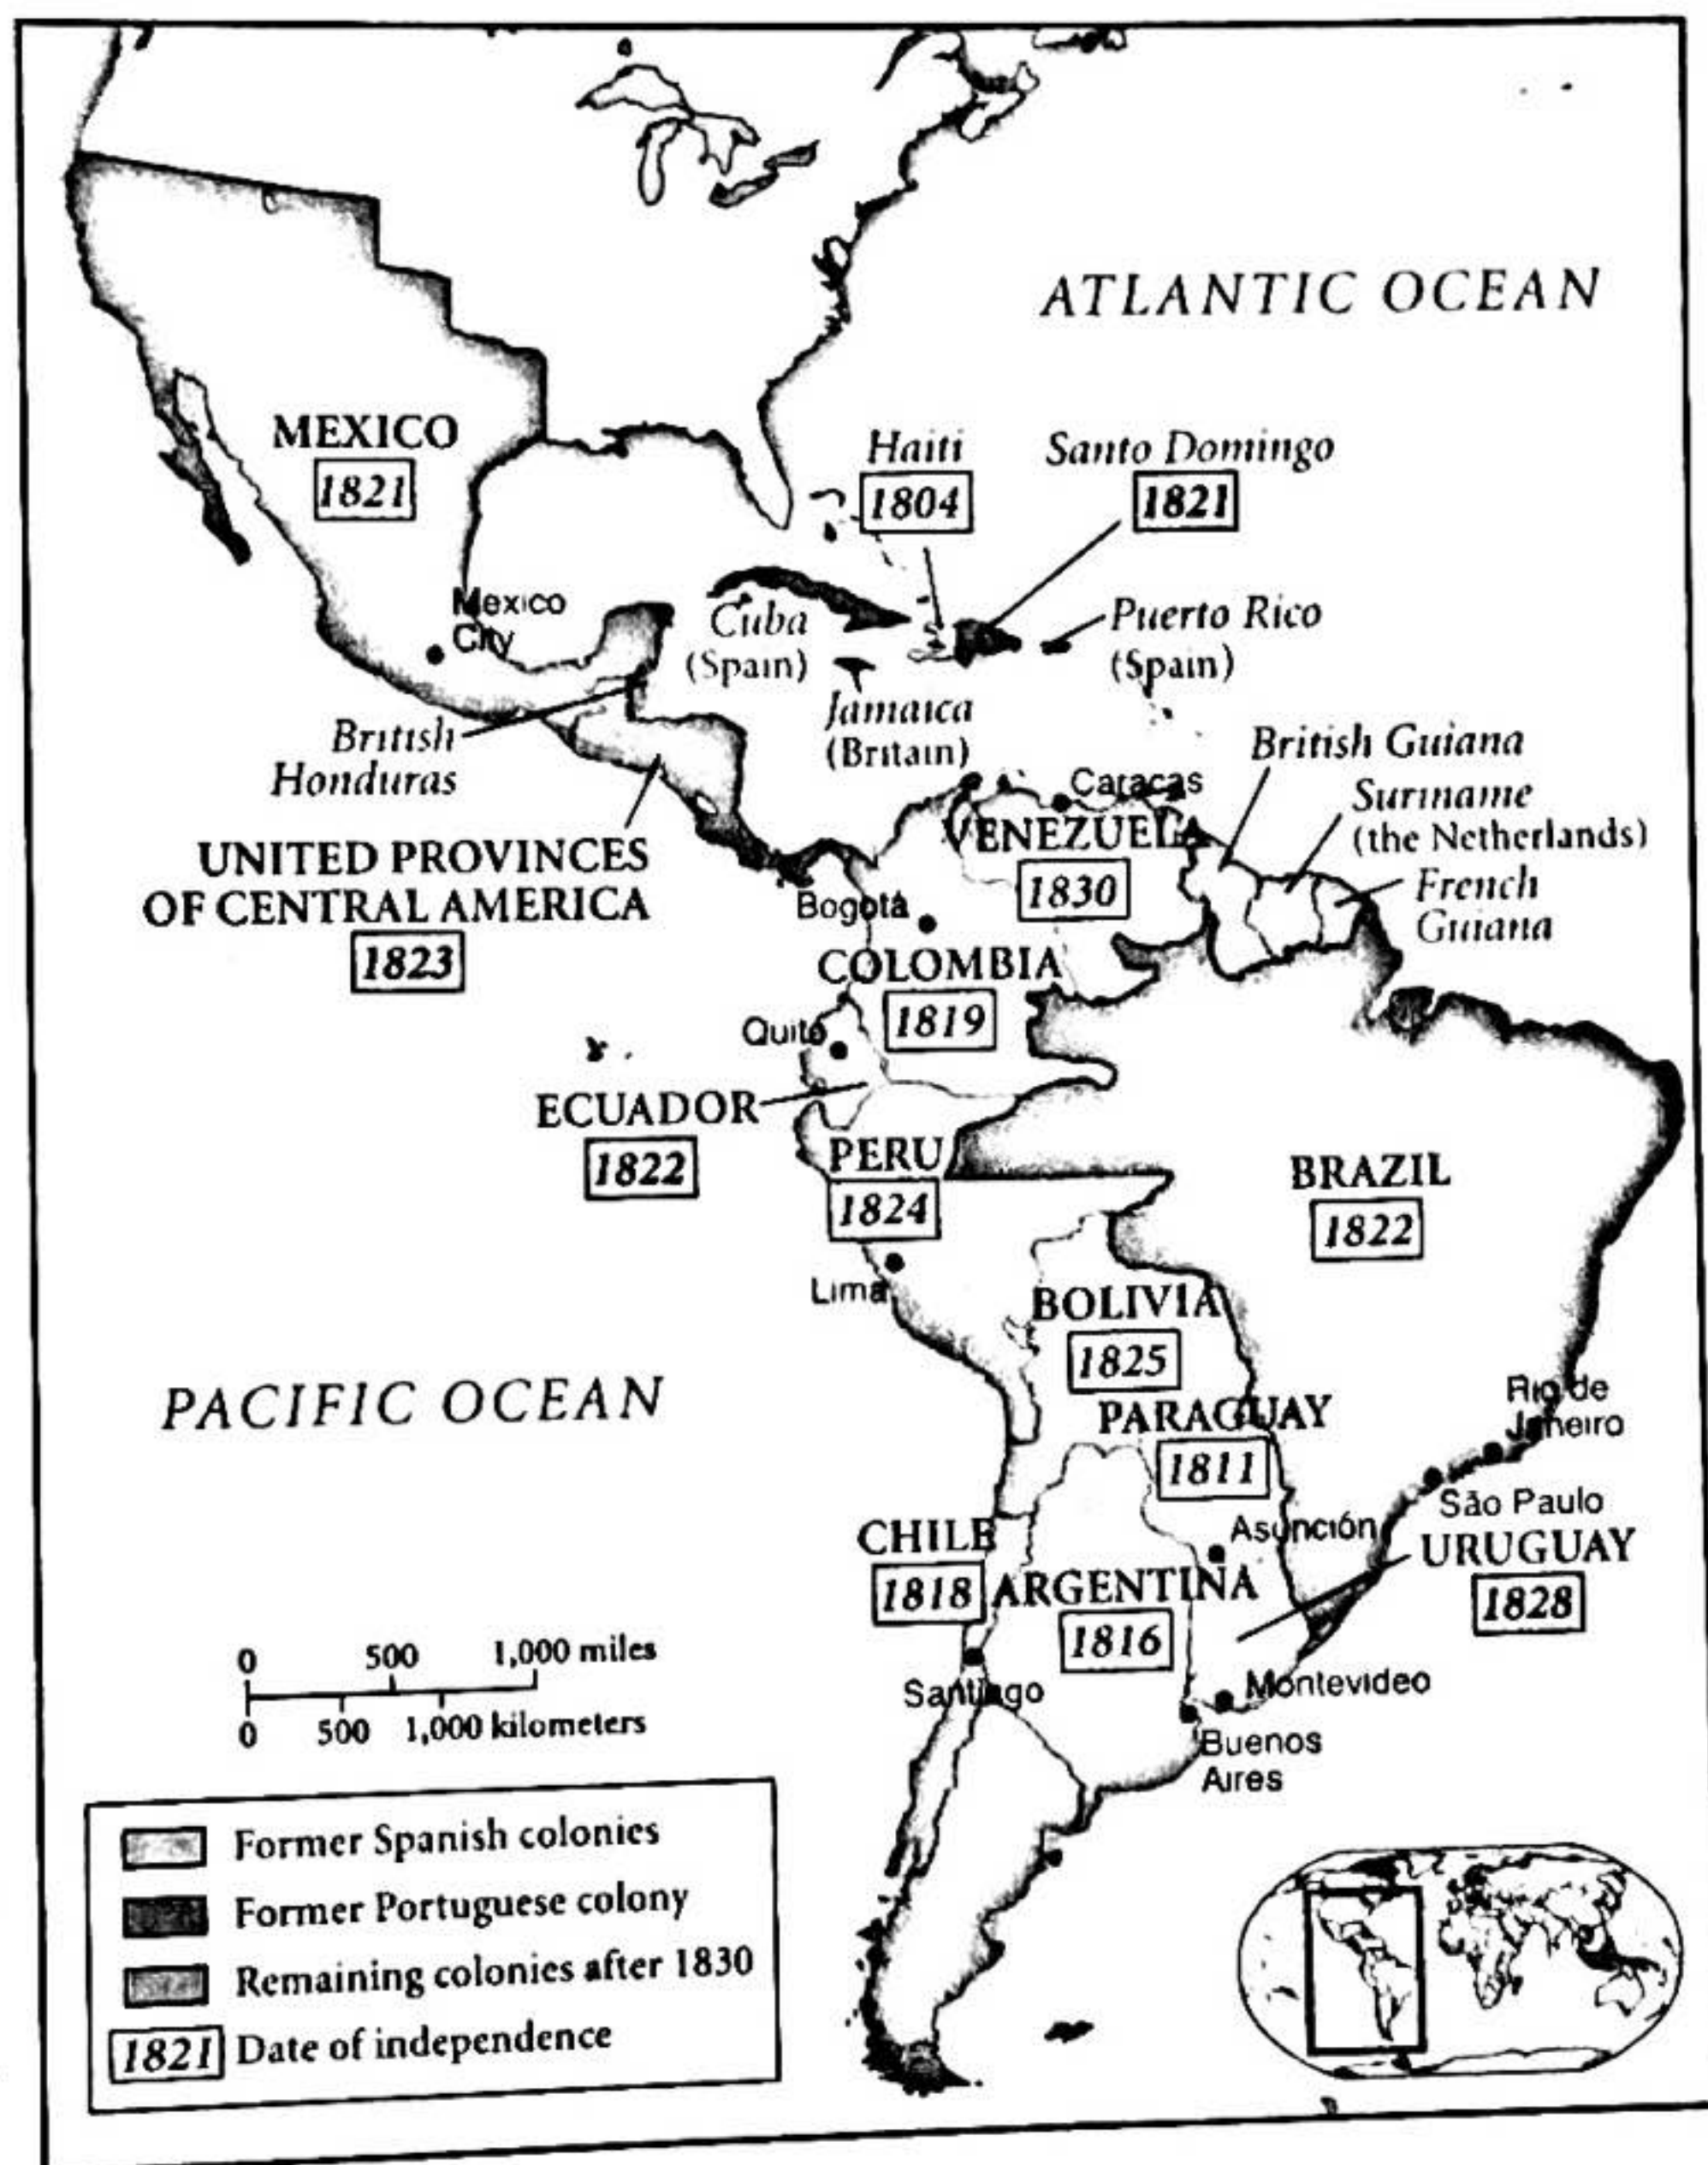 ATLANTIC OCEAN
MEXICO
1821
Haiti
1804
Santo Domingo
1821
Mexico
City
Cuba
(Spain)
Puerto Rico
(Spain)
Jamaica
(Britain)
British
Honduras
British Guiana
Suriname
(the Netherlands)
French
Guiana
Caracas
VENEZUELA
1830
UNITED PROVINCES
OF CENTRAL AMERICA
1823
Bogotá
COLOMBIA
1819
Quito
ECUADOR
1822
PERU
1824
BRAZIL
1822
Lima
BOLIVIA
1825
PACIFIC OCEAN
PARAGUAY
1811
Rio de
Janeiro
São Paulo
Asunción
CHILE
1818
ARGENTINA
1816
URUGUAY
1828
Santiago
Montevideo
Buenos
Aires
0 500 1,000 miles
0 500 1,000 kilometers
Former Spanish colonies
Former Portuguese colony
Remaining colonies after 1830
1821 Date of independence